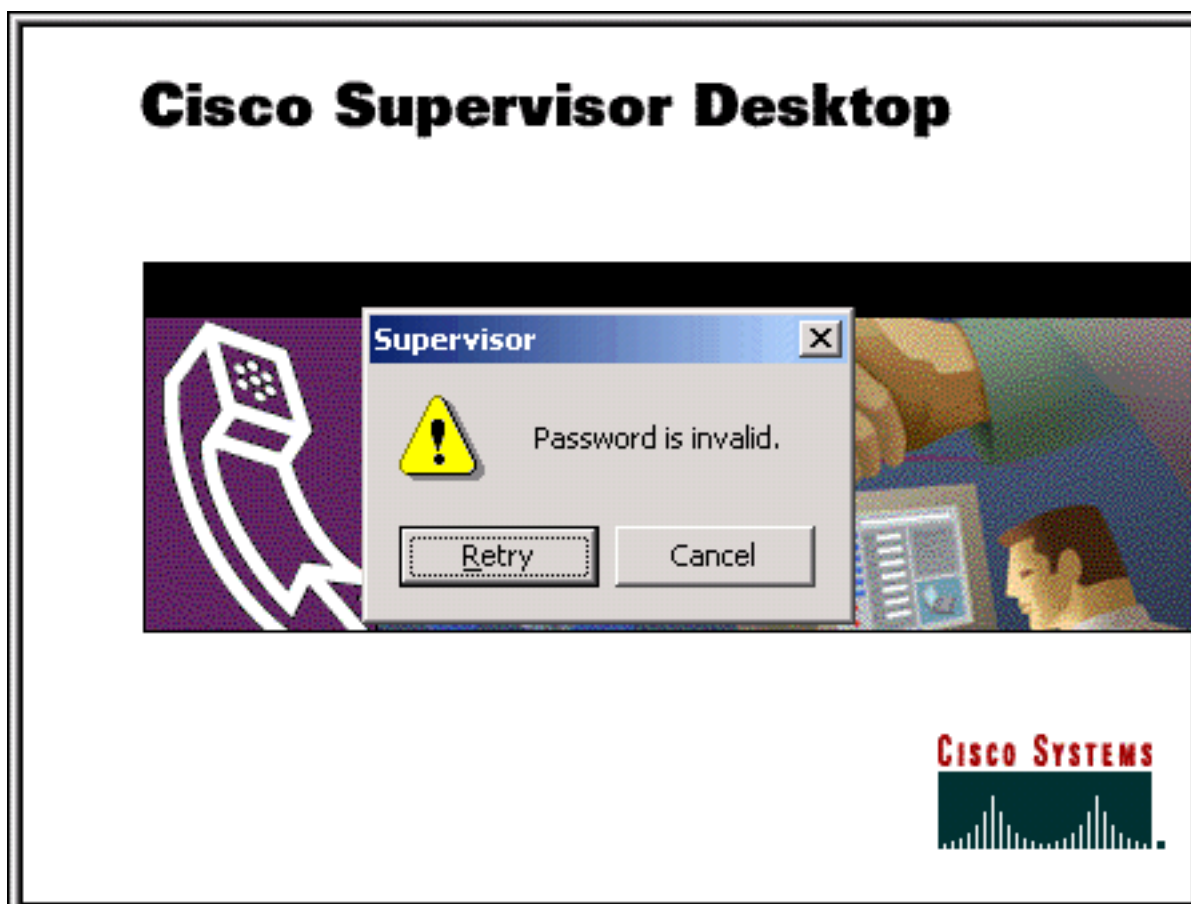 Cisco Supervisor Desktop
Supervisor
Password is invalid.
Retry
Cancel
CISCO SYSTEMS